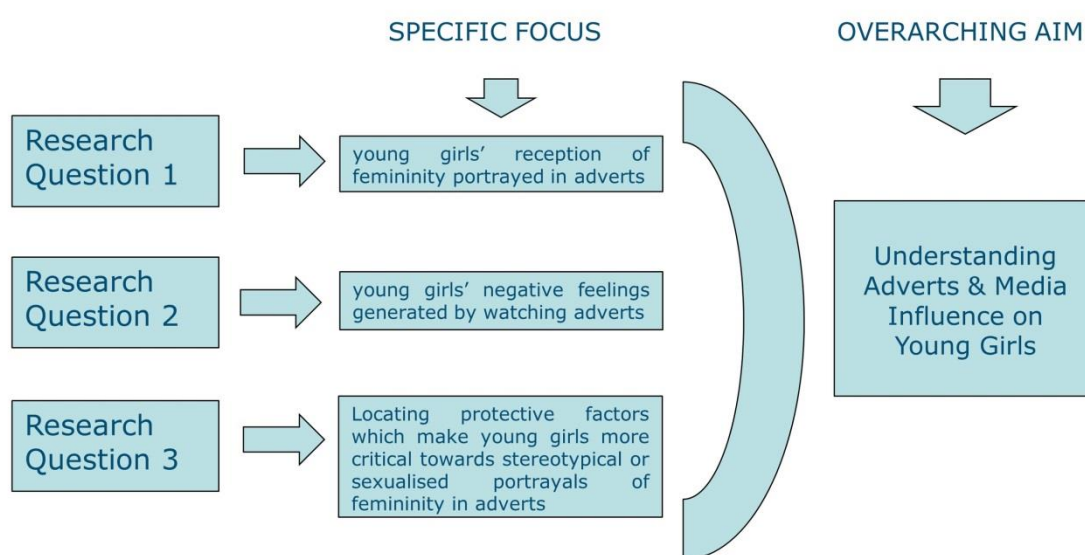 SPECIFIC FOCUS
OVERARCHING AIM
Research
Question 1
young girls’ reception of
femininity portrayed in adverts
Research
Question 2
young girls’ negative feelings
generated by watching adverts
Research
Question 3
Locating protective factors
which make young girls more
critical towards stereotypical or
sexualised portrayals of
femininity in adverts
Understanding
Adverts & Media
Influence on
Young Girls